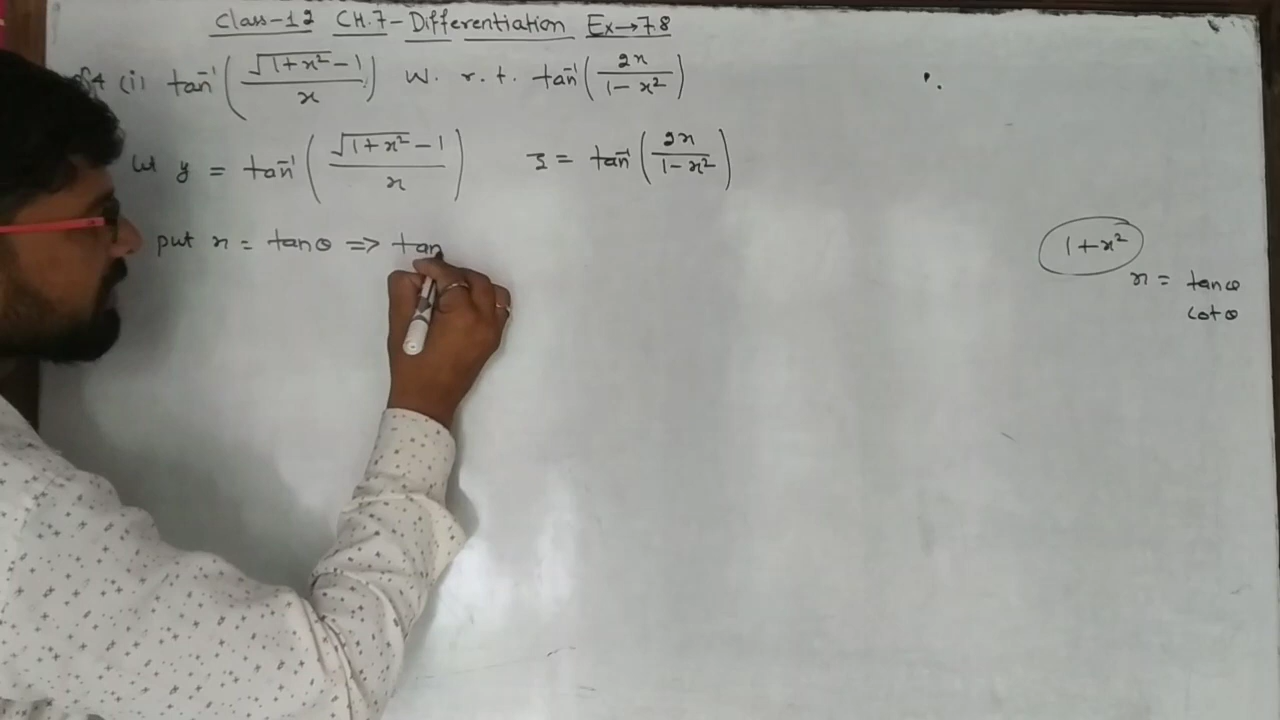 Class-12 CH.7- Differentiation Ex→7.8
4 (i) tan⁻¹(√(1+x²) - 1 / x) w. r. t. tan⁻¹(2x / 1-x²)
Let y = tan⁻¹(√(1+x²) - 1 / x) z = tan⁻¹(2x / 1-x²)
put x = tanθ => tan
1+x²
x = tanθ
cotθ